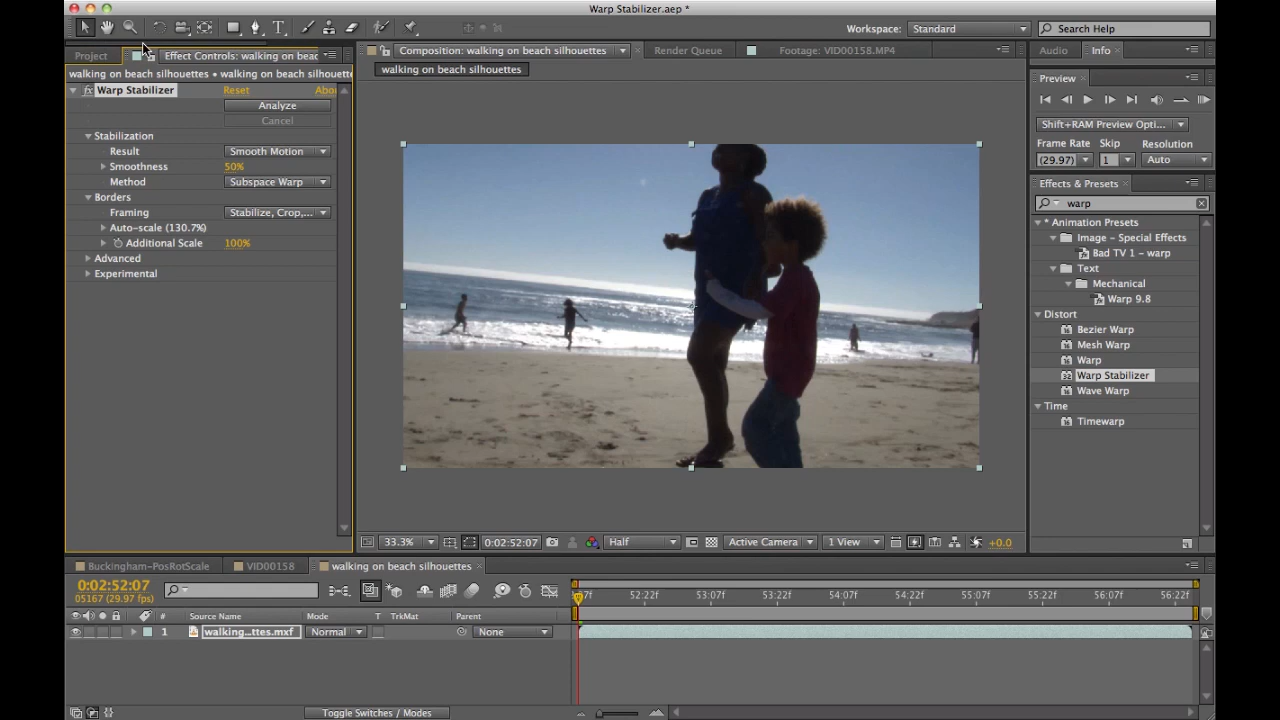 Warp Stabilizer.aep *
Workspace: Standard Search Help
Project Effect Controls: walking on beac
walking on beach silhouettes • walking on beach silhouette
fx Warp Stabilizer Reset Abo
Analyze
Cancel
Stabilization
Result Smooth Motion
Smoothness 50%
Method Subspace Warp
Borders
Framing Stabilize, Crop,...
Auto-scale (130.7%)
Additional Scale 100%
Advanced
Experimental
Composition: walking on beach silhouettes Render Queue Footage: VID00158.MP4
walking on beach silhouettes
33.3% 0:02:52:07 Half Active Camera 1 View +0.0
Audio Info
Preview
Shift+RAM Preview Opti...
Frame Rate Skip Resolution
(29.97) 1 Auto
Effects & Presets
warp
* Animation Presets
Image – Special Effects
Bad TV 1 – warp
Text
Mechanical
Warp 9.8
Distort
Bezier Warp
Mesh Warp
Warp
Warp Stabilizer
Wave Warp
Time
Timewarp
Buckingham-PosRotScale VID00158 walking on beach silhouettes
0:02:52:07
05167 (29.97 fps)
:07f 52:22f 53:07f 53:22f 54:07f 54:22f 55:07f 55:22f 56:07f 56:22f
# Source Name Mode T TrkMat Parent
1 walking...ttes.mxf Normal None
Toggle Switches / Modes